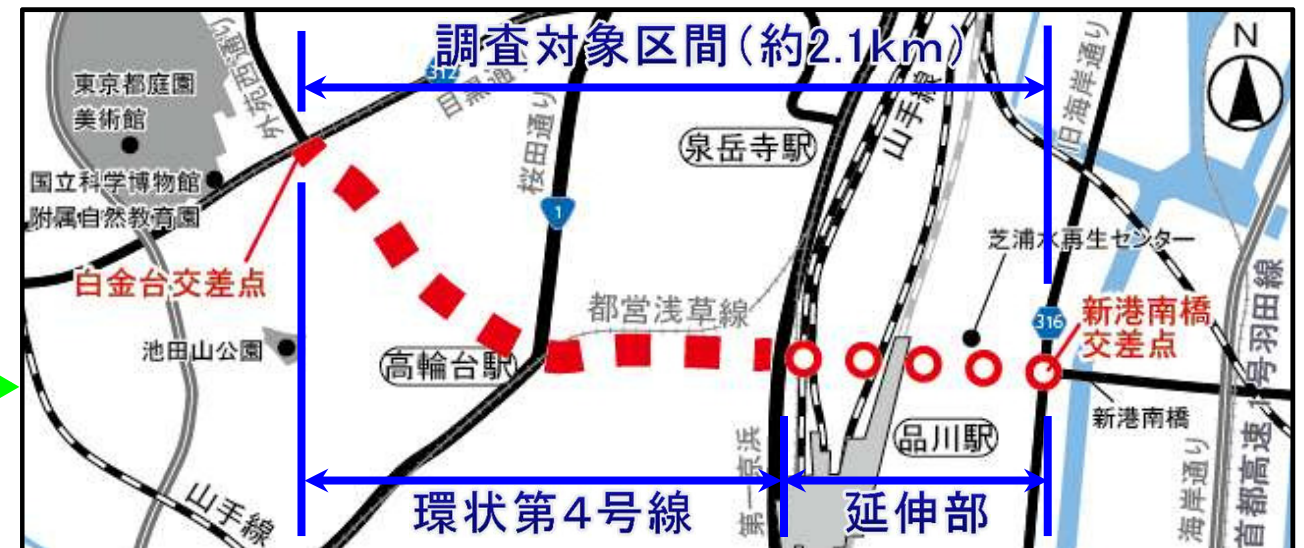 調査対象区間(約2.1km)
N
312
目黒通り
外苑西通り
東京都庭園
美術館
国立科学博物館
附属自然教育園
白金台交差点
池田山公園
桜田通り
1
泉岳寺駅
山手線
旧海岸通り
芝浦水再生センター
都営浅草線
高輪台駅
316
新港南橋
交差点
新港南橋
品川駅
第一京浜
海岸通り
首都高速1号羽田線
山手線
環状第4号線
延伸部